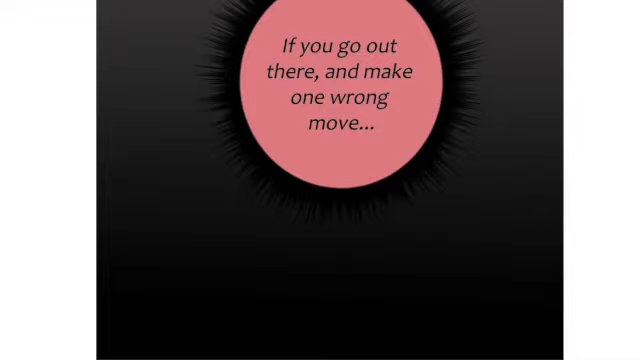 If you go out
there, and make
one wrong
move...